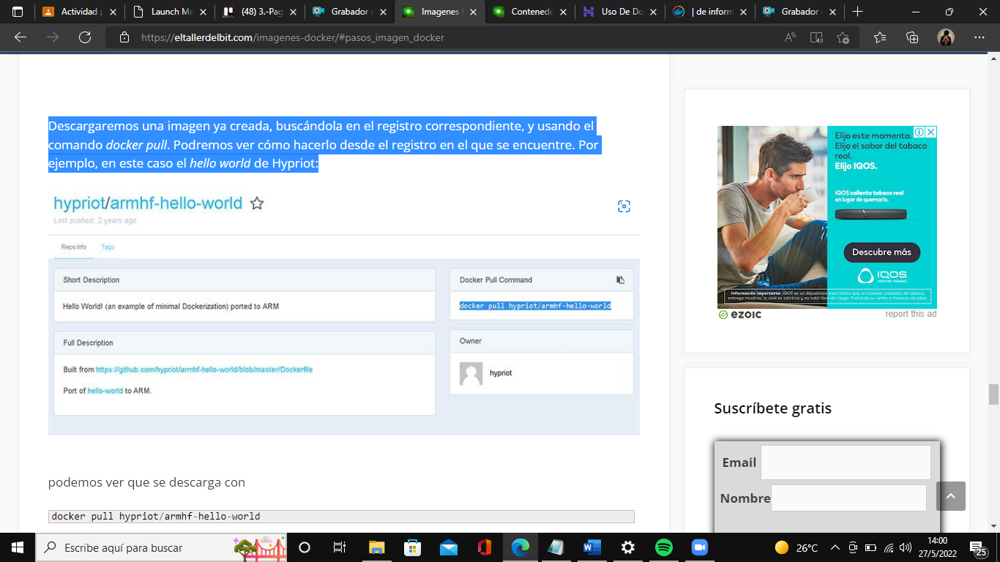 Actividad p
Launch Me
(48) 3.-Pag
Grabador d
Imagenes
Contenedo
Uso De Do
| de inform
Grabador
https://eltallerdelbit.com/imagenes-docker/#pasos_imagen_docker
Descargaremos una imagen ya creada, buscándola en el registro correspondiente, y usando el
comando docker pull. Podremos ver cómo hacerlo desde el registro en el que se encuentre. Por
ejemplo, en este caso el hello world de Hypriot:
hypriot/armhf-hello-world
Last pushed: 2 years ago
Repo Info
Tags
Short Description
Hello World! (an example of minimal Dockerization) ported to ARM
Full Description
Built from https://github.com/hypriot/armhf-hello-world/blob/master/Dockerfile
Port of hello-world to ARM.
Docker Pull Command
docker pull hypriot/armhf-hello-world
Owner
hypriot
podemos ver que se descarga con
docker pull hypriot/armhf-hello-world
Elijo este momento.
Elijo el sabor del tabaco
real.
Elijo IQOS.
IQOS calienta tabaco real
en lugar de quemarlo.
Descubre más
IQOS
TOGETHER. FORWARD.
Información importante: IQOS es un dispositivo electrónico que, al calentar unidades de tabaco,
entrega nicotina, la cual es adictiva y no está libre de riesgo. Prohibida su venta a menores de edad.
ezoic
report this ad
Suscríbete gratis
Email
Nombre
Escribe aquí para buscar
26°C
14:00
27/5/2022
25